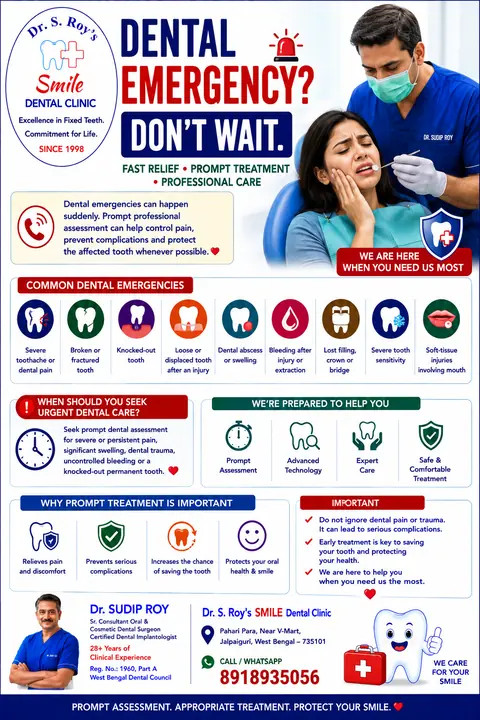 Dr. S. Roy's
Smile
DENTAL CLINIC
Excellence in Fixed Teeth.
Commitment for Life.
SINCE 1998
DENTAL
EMERGENCY?
DON'T WAIT.
FAST RELIEF • PROMPT TREATMENT
• PROFESSIONAL CARE
DR. SUDIP ROY
Dental emergencies can happen
suddenly. Prompt professional
assessment can help control pain,
prevent complications and protect
the affected tooth whenever possible.
WE ARE HERE
WHEN YOU NEED US MOST
COMMON DENTAL EMERGENCIES
Severe
toothache or
dental pain
Broken or
fractured
tooth
Knocked-out
tooth
Loose or
displaced tooth
after an injury
Dental abscess
or swelling
Bleeding after
injury or
extraction
Lost filling,
crown or
bridge
Severe tooth
sensitivity
Soft-tissue
injuries
involving mouth
WHEN SHOULD YOU SEEK
URGENT DENTAL CARE?
Seek prompt dental assessment
for severe or persistent pain,
significant swelling, dental trauma,
uncontrolled bleeding or a
knocked-out permanent tooth.
WE'RE PREPARED TO HELP YOU
Prompt
Assessment
Advanced
Technology
Expert
Care
Safe &
Comfortable
Treatment
WHY PROMPT TREATMENT IS IMPORTANT
Relieves pain
and discomfort
Prevents serious
complications
Increases the chance
of saving the tooth
Protects your oral
health & smile
IMPORTANT
Do not ignore dental pain or trauma.
It can lead to serious complications.
Early treatment is key to saving
your tooth and protecting
your health.
We are here to help you
when you need us the most.
Dr. SUDIP ROY
Sr. Consultant Oral &
Cosmetic Dental Surgeon
Certified Dental Implantologist
28+ Years of
Clinical Experience
Reg. No.: 1960, Part A
West Bengal Dental Council
Dr. S. Roy's SMILE Dental Clinic
Pahari Para, Near V-Mart,
Jalpaiguri, West Bengal – 735101
CALL / WHATSAPP
8918935056
WE CARE
FOR YOUR
SMILE
PROMPT ASSESSMENT. APPROPRIATE TREATMENT. PROTECT YOUR SMILE.